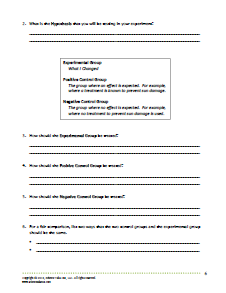 2. What is the Hypothesis that you will be testing in your experiment?
Experimental Group
What I Changed
Positive Control Group
The group where an effect is expected. For example,
where a treatment is known to prevent sun damage.
Negative Control Group
The group where no effect is expected. For example,
where no treatment to prevent sun damage is used.
3. How should the Experimental Group be treated?
4. How should the Positive Control Group be treated?
5. How should the Negative Control Group be treated?
6. For a fair comparison, list two ways that the two control groups and the experimental group
should be the same.
•
•
All rights reserved.